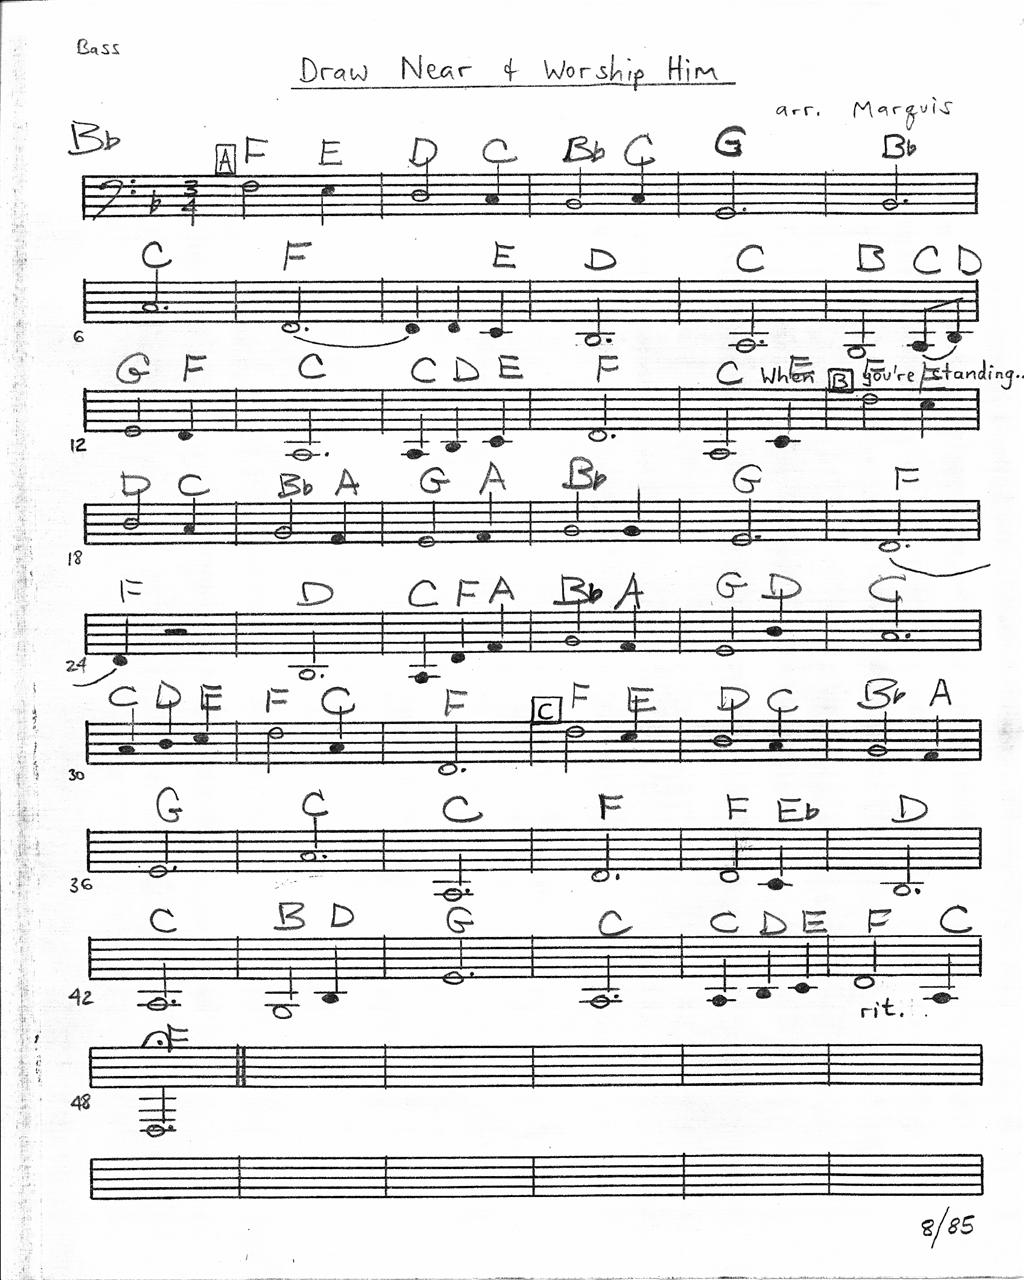 Bass
Draw Near & Worship Him
arr. Marquis
Bb
A F E D C Bb C G Bb
3
4
C F E D C B C D
6
G F C C D E F C When E B F you're E standing..
12
D C Bb A G A Bb G F
18
F D C F A Bb A G D C
24
C D E F C F C F E D C Bb A
30
G C C F F Eb D
36
C B D G C C D E F C
42
rit.
F
48
8/85